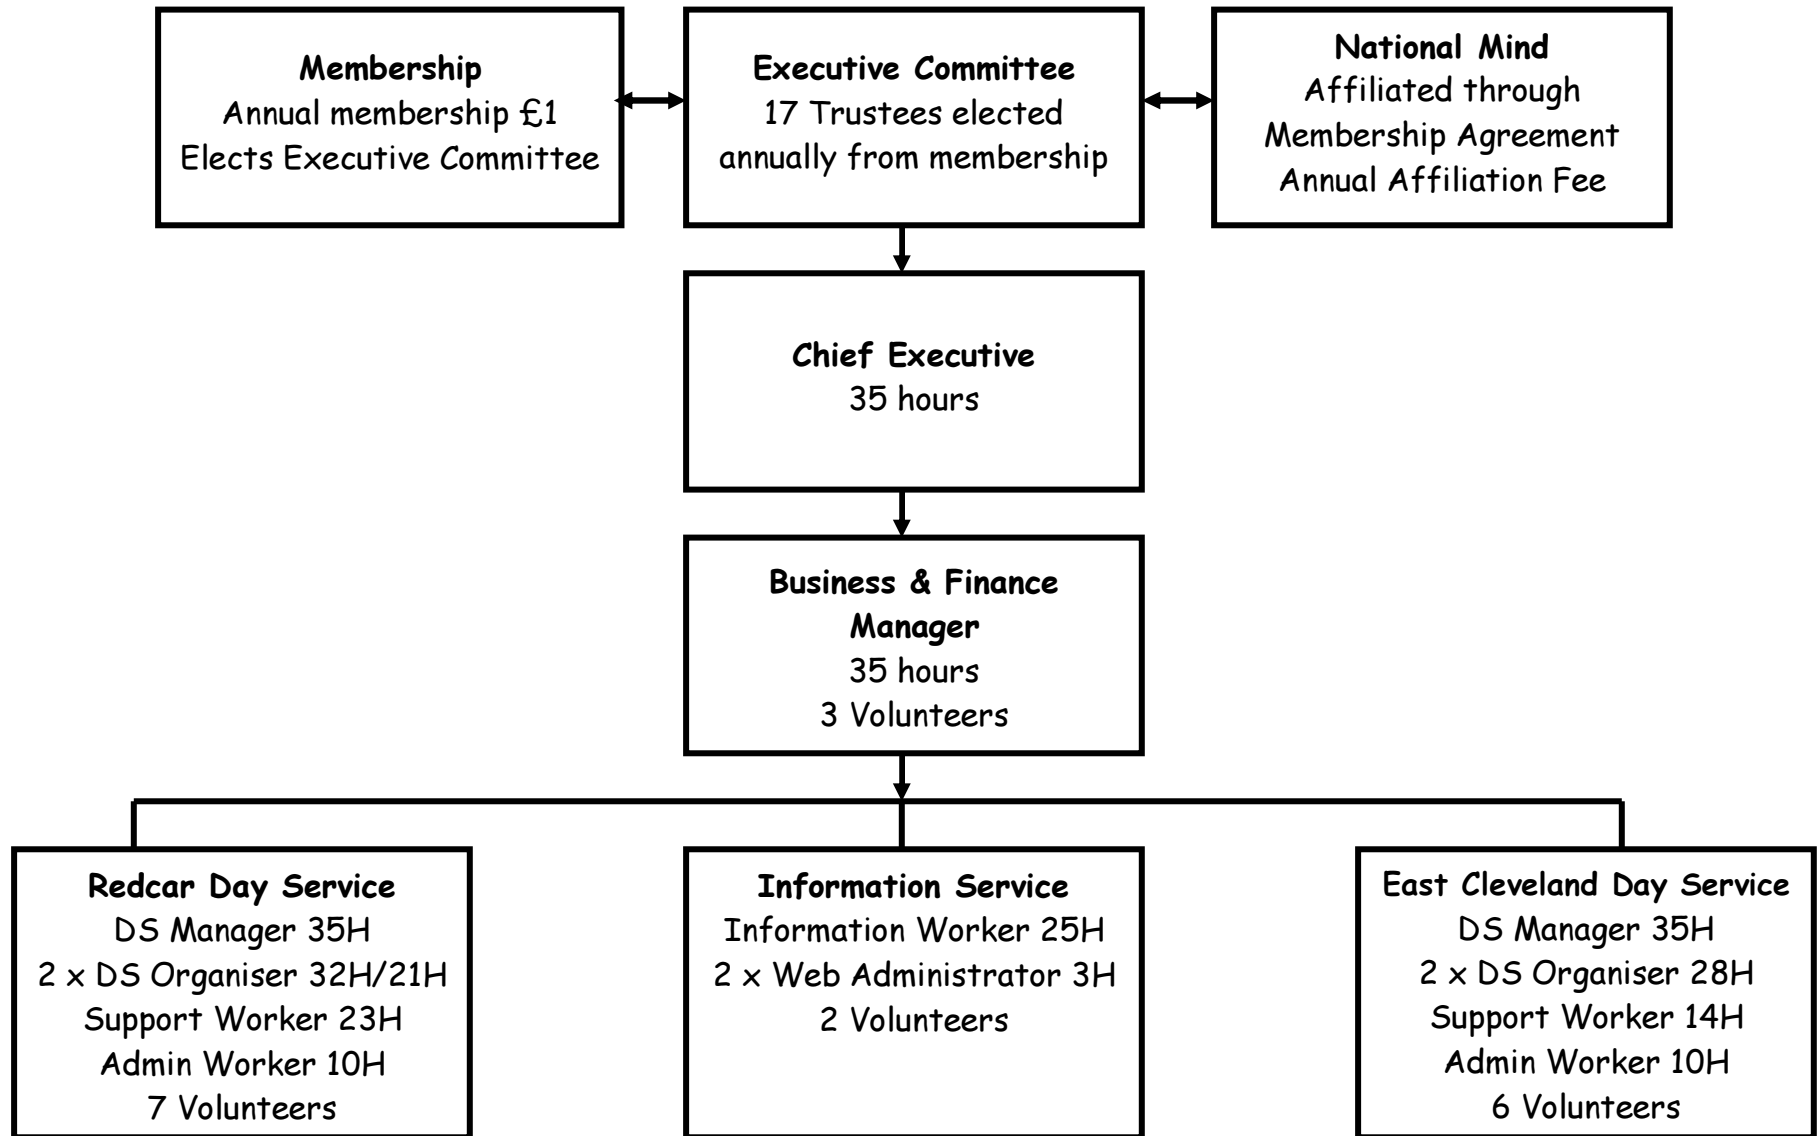 Membership
Annual membership £1
Elects Executive Committee
Executive Committee
17 Trustees elected
annually from membership
National Mind
Affiliated through
Membership Agreement
Annual Affiliation Fee
Chief Executive
35 hours
Business & Finance
Manager
35 hours
3 Volunteers
Redcar Day Service
DS Manager 35H
2 x DS Organiser 32H/21H
Support Worker 23H
Admin Worker 10H
7 Volunteers
Information Service
Information Worker 25H
2 x Web Administrator 3H
2 Volunteers
East Cleveland Day Service
DS Manager 35H
2 x DS Organiser 28H
Support Worker 14H
Admin Worker 10H
6 Volunteers